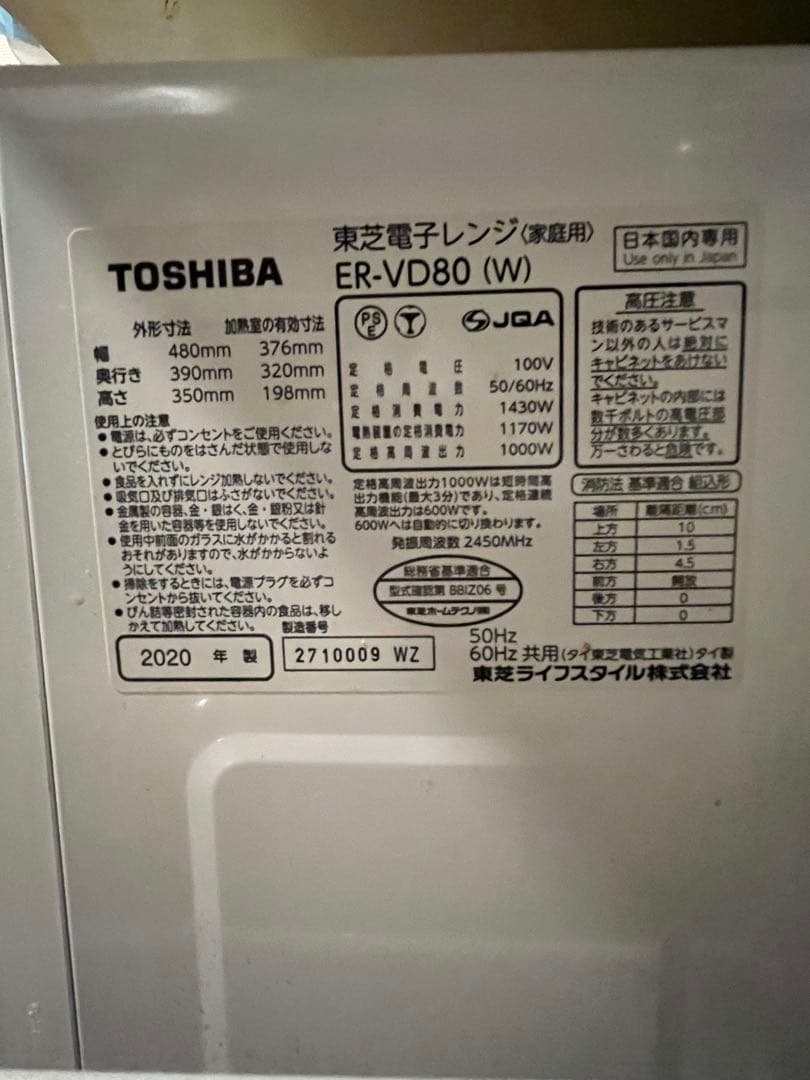 東芝電子レンジ〈家庭用〉
TOSHIBA ER-VD80 (W)
日本国内専用
Use only in Japan
外形寸法 加熱室の有効寸法
幅 480mm 376mm
奥行き 390mm 320mm
高さ 350mm 198mm
使用上の注意
●電源は、必ずコンセントをご使用ください。
●とびらにものをはさんだ状態で使用しな
いでください。
●食品を入れずにレンジ加熱しないでください。
●吸気口及び排気口はふさがないでください。
●金属製の容器、金・銀はく、金・銀粉又は針
金を用いた容器等を使用しないでください。
●使用中前面のガラスに水がかかると割れる
おそれがありますので、水がかからないよ
うにしてください。
●掃除をするときには、電源プラグを必ずコ
ンセントから抜いてください。
●びん詰等密封された容器内の食品は、移し
かえて加熱してください。
2020 年 製
製造番号
2710009 WZ
PSE JQA
定格電圧 100V
定格周波数 50/60Hz
定格消費電力 1430W
電熱装置の定格消費電力 1170W
定格高周波出力 1000W
定格高周波出力1000Wは短時間高
出力機能(最大3分)であり、定格連続
高周波出力は600Wです。
600Wへは自動的に切り換わります。
発振周波数 2450MHz
総務省基準適合
型式確認第 BBIZ06 号
東芝ホームテクノ㈱
高圧注意
技術のあるサービスマ
ン以外の人は絶対に
キャビネットをあけない
でください。
キャビネットの内部には
数千ボルトの高電圧部
分が数多くあります。
万一さわると危険です。
消防法 基準適合 組込形
場所 離隔距離(cm)
上方 10
左方 1.5
右方 4.5
前方 開放
後方 0
下方 0
50Hz
60Hz 共用 (タイ東芝電気工業社) タイ製
東芝ライフスタイル株式会社